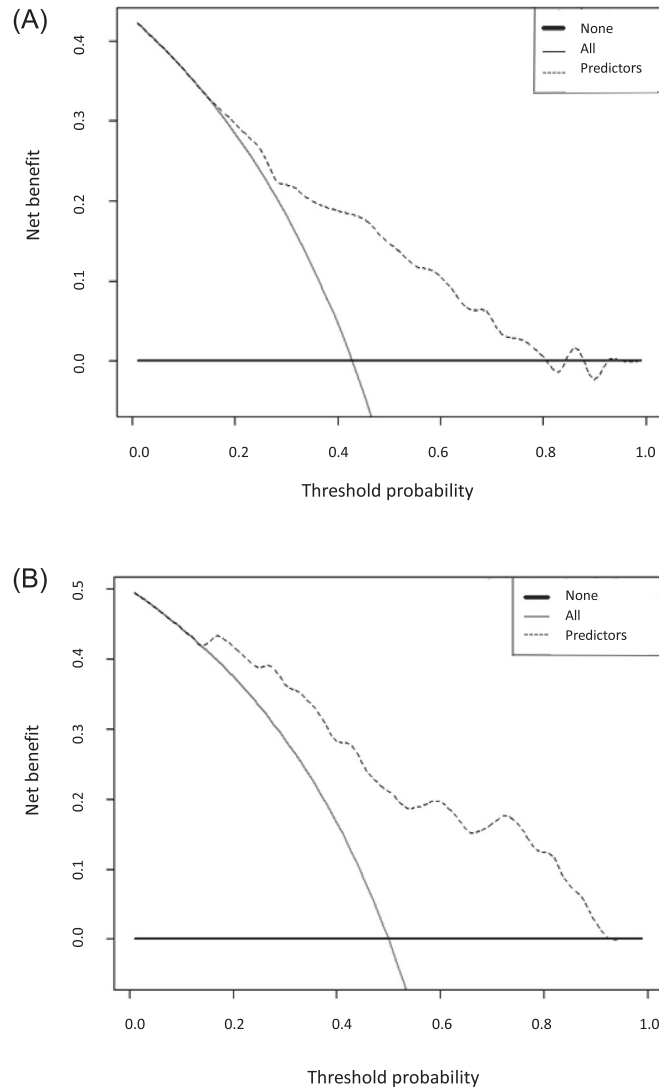 (A)
None
All
Predictors
0.4
0.3
0.2
0.1
0.0
Net benefit
0.0 0.2 0.4 0.6 0.8 1.0
Threshold probability
(B)
None
All
Predictors
0.5
0.4
0.3
0.2
0.1
0.0
Net benefit
0.0 0.2 0.4 0.6 0.8 1.0
Threshold probability